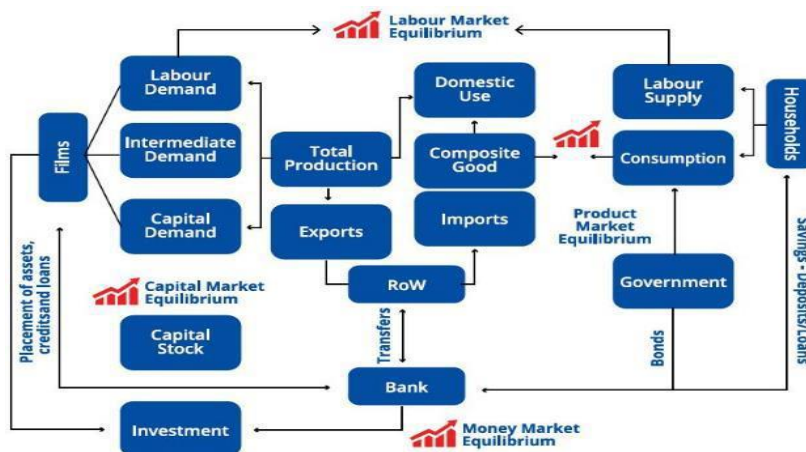 Labour Market
Equilibrium
Labour
Demand
Domestic
Use
Labour
Supply
Households
Films
Intermediate
Demand
Total
Production
Composite
Good
Consumption
Capital
Demand
Exports
Imports
Product
Market
Equilibrium
Placement of assets,
creditsand loans
Capital Market
Equilibrium
RoW
Government
Savings - Deposits/Loans
Capital
Stock
Transfers
Bonds
Bank
Investment
Money Market
Equilibrium